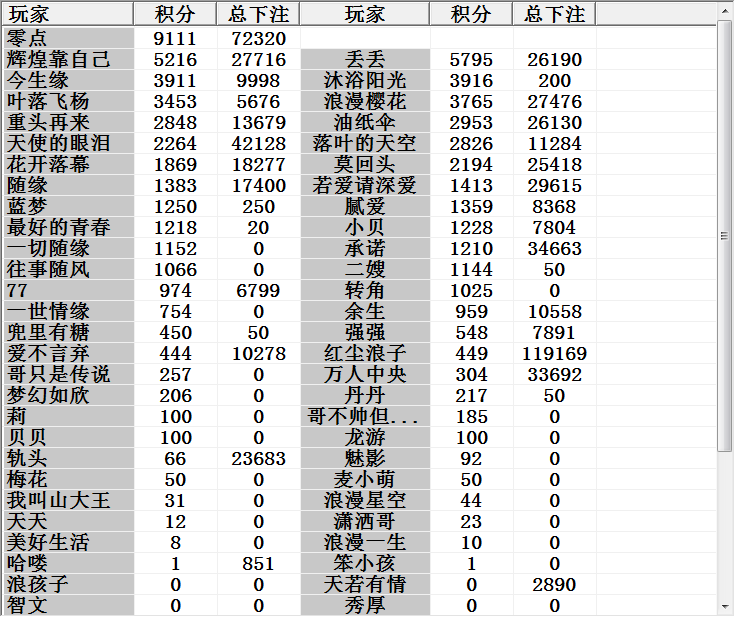 玩家 积分 总下注 玩家 积分 总下注
零点 9111 72320
辉煌靠自己 5216 27716 丢丢 5795 26190
今生缘 3911 9998 沐浴阳光 3916 200
叶落飞杨 3453 5676 浪漫樱花 3765 27476
重头再来 2848 13679 油纸伞 2953 26130
天使的眼泪 2264 42128 落叶的天空 2826 11284
花开落幕 1869 18277 莫回头 2194 25418
随缘 1383 17400 若爱请深爱 1413 29615
蓝梦 1250 250 腻爱 1359 8368
最好的青春 1218 20 小贝 1228 7804
一切随缘 1152 0 承诺 1210 34663
往事随风 1066 0 二嫂 1144 50
77 974 6799 转角 1025 0
一世情缘 754 0 余生 959 10558
兜里有糖 450 50 强强 548 7891
爱不言弃 444 10278 红尘浪子 449 119169
哥只是传说 257 0 万人中央 304 33692
梦幻如欣 206 0 丹丹 217 50
莉 100 0 哥不帅但... 185 0
贝贝 100 0 龙游 100 0
轨头 66 23683 魅影 92 0
梅花 50 0 麦小萌 50 0
我叫山大王 31 0 浪漫星空 44 0
天天 12 0 潇洒哥 23 0
美好生活 8 0 浪漫一生 10 0
哈喽 1 851 笨小孩 1 0
浪孩子 0 0 天若有情 0 2890
智文 0 0 秀厚 0 0